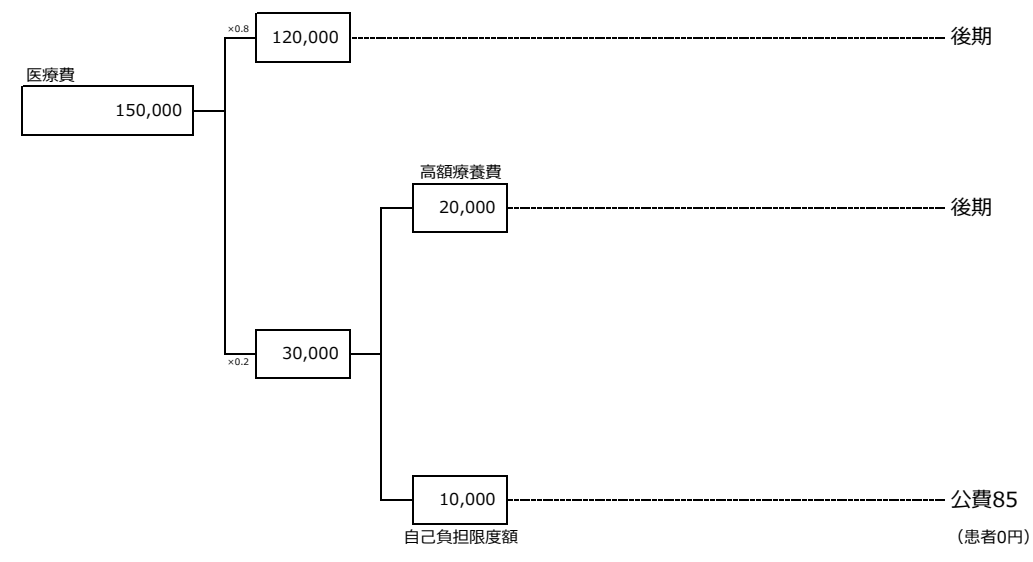 ×0.8
120,000
後期
医療費
150,000
高額療養費
20,000
後期
×0.2
30,000
10,000
公費85
自己負担限度額
（患者0円）